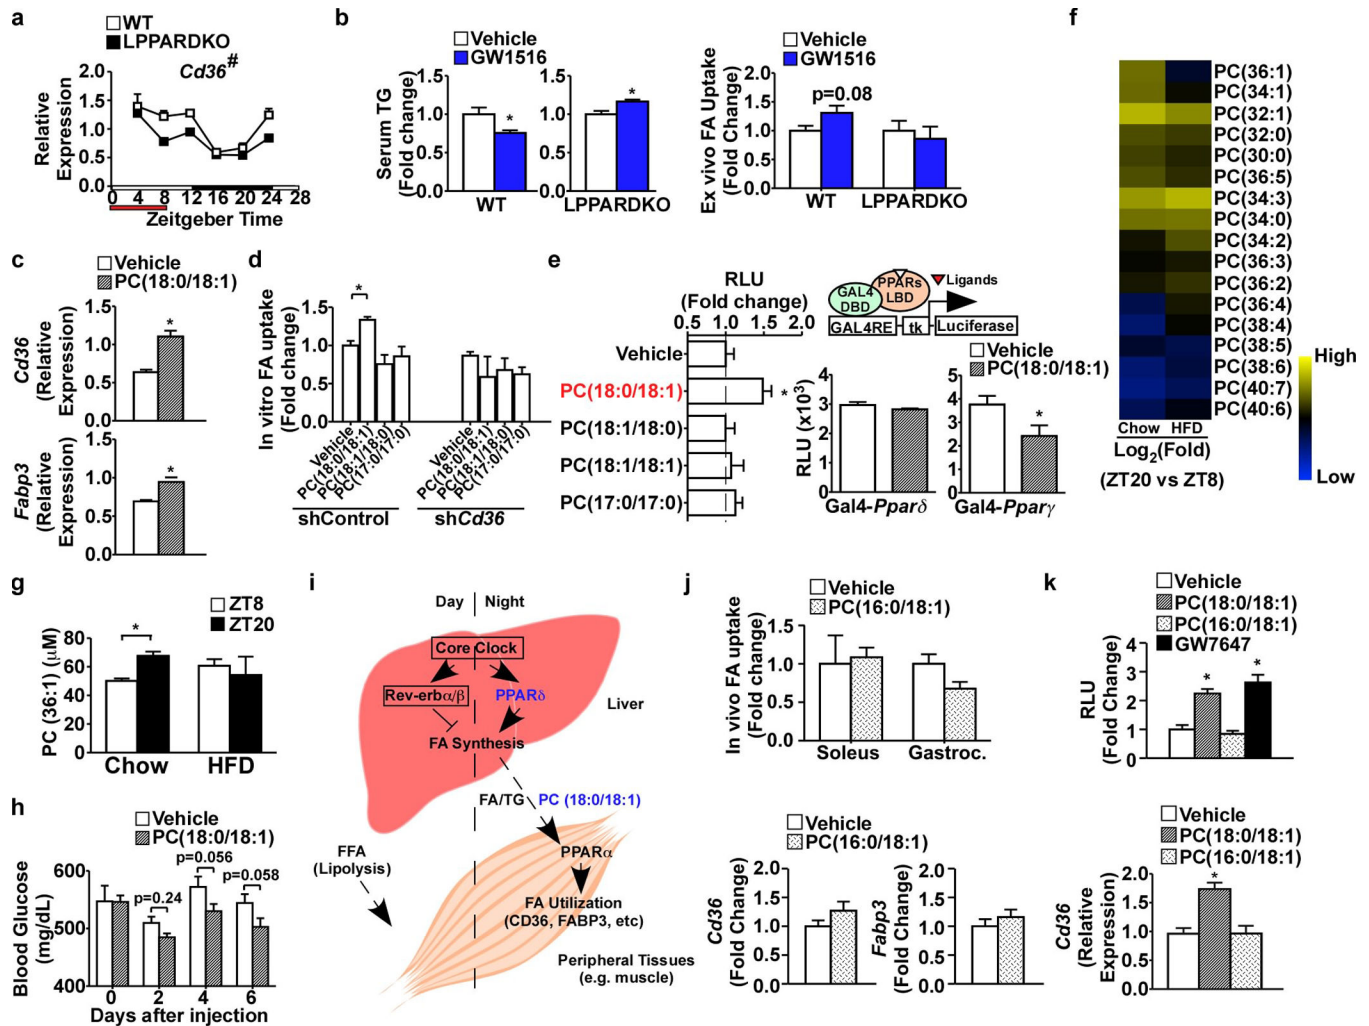 a
WT
LPPARDKO
Cd36#
Relative
Expression
2.0
1.5
1.0
0.5
0.0
0 4 8 12 16 20 24 28
Zeitgeber Time
b
Vehicle
GW1516
Serum TG
(Fold change)
1.5
1.0
0.5
0.0
*
WT
1.5
1.0
0.5
0.0
*
LPPARDKO
Vehicle
GW1516
Ex vivo FA Uptake
(Fold Change)
2.0
1.5
1.0
0.5
0.0
p=0.08
WT LPPARDKO
c
Vehicle
PC(18:0/18:1)
Cd36
(Relative
Expression)
1.5
1.0
0.5
0.0
*
Fabp3
(Relative
Expression)
1.5
1.0
0.5
0.0
*
d
In vitro FA uptake
(Fold change)
1.5
1.0
0.5
0.0
*
Vehicle
PC(18:0/18:1)
PC(18:1/18:0)
PC(17:0/17:0)
Vehicle
PC(18:0/18:1)
PC(18:1/18:0)
PC(17:0/17:0)
shControl
shCd36
e
RLU
(Fold change)
0.5 1.0 1.5 2.0
Vehicle
PC(18:0/18:1)
*
PC(18:1/18:0)
PC(18:1/18:1)
PC(17:0/17:0)
GAL4
DBD
PPARs
LBD
Ligands
GAL4RE
tk
Luciferase
Vehicle
PC(18:0/18:1)
RLU (x10³)
4
3
2
1
0
Gal4-Pparδ
5
4
3
2
1
0
*
Gal4-Pparγ
f
PC(36:1)
PC(34:1)
PC(32:1)
PC(32:0)
PC(30:0)
PC(36:5)
PC(34:3)
PC(34:0)
PC(34:2)
PC(36:3)
PC(36:2)
PC(36:4)
PC(38:4)
PC(38:5)
PC(38:6)
PC(40:7)
PC(40:6)
Chow HFD
Log₂(Fold)
(ZT20 vs ZT8)
High
Low
g
ZT8
ZT20
PC (36:1) (μM)
80
60
40
20
0
*
Chow HFD
h
Vehicle
PC(18:0/18:1)
Blood Glucose
(mg/dL)
600
500
400
p=0.24
p=0.056
p=0.058
0 2 4 6
Days after injection
i
Day Night
Core Clock
Rev-erbα/β
PPARδ
Liver
FA Synthesis
FA/TG
PC (18:0/18:1)
FFA
(Lipolysis)
PPARα
FA Utilization
(CD36, FABP3, etc)
Peripheral Tissues
(e.g. muscle)
j
Vehicle
PC(16:0/18:1)
In vivo FA uptake
(Fold change)
1.5
1.0
0.5
0.0
Soleus Gastroc.
Vehicle
PC(16:0/18:1)
Cd36
(Fold Change)
2.0
1.5
1.0
0.5
0.0
Fabp3
(Fold Change)
2.0
1.5
1.0
0.5
0.0
k
Vehicle
PC(18:0/18:1)
PC(16:0/18:1)
GW7647
RLU
(Fold Change)
4
3
2
1
0
*
*
Vehicle
PC(18:0/18:1)
PC(16:0/18:1)
Cd36
(Relative
Expression)
2.0
1.5
1.0
0.5
0.0
*